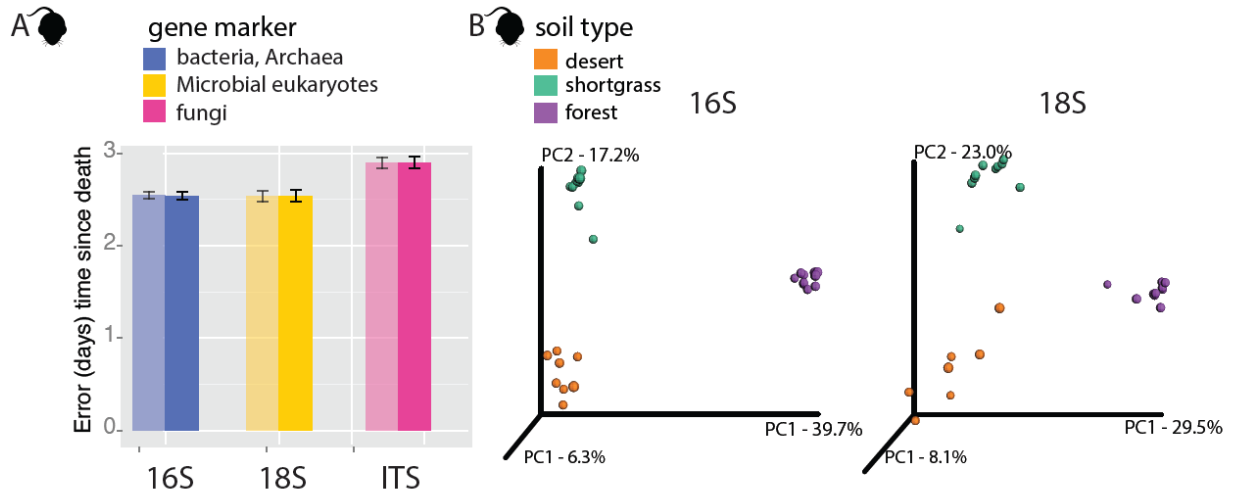 A
gene marker
bacteria, Archaea
Microbial eukaryotes
fungi
Error (days) time since death
3
2
1
0
16S
18S
ITS
B
soil type
desert
shortgrass
forest
16S
PC2 - 17.2%
PC1 - 39.7%
PC1 - 6.3%
18S
PC2 - 23.0%
PC1 - 29.5%
PC1 - 8.1%